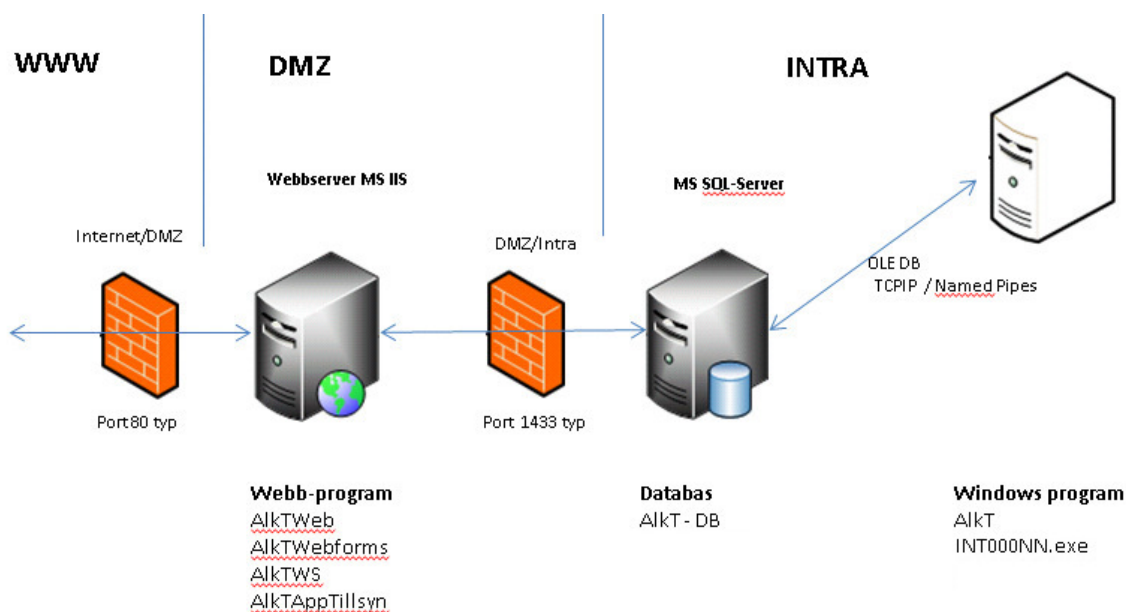 WWW
DMZ
INTRA
Webbserver MS IIS
MS SQL-Server
Internet/DMZ
DMZ/Intra
OLE DB
TCPIP / Named Pipes
Port80 typ
Port 1433 typ
Webb-program
AlkTWeb
AlkTWebforms
AlkTWS
AlkTAppTillsyn
Databas
AlkT - DB
Windows program
AlkT
INT000NN.exe